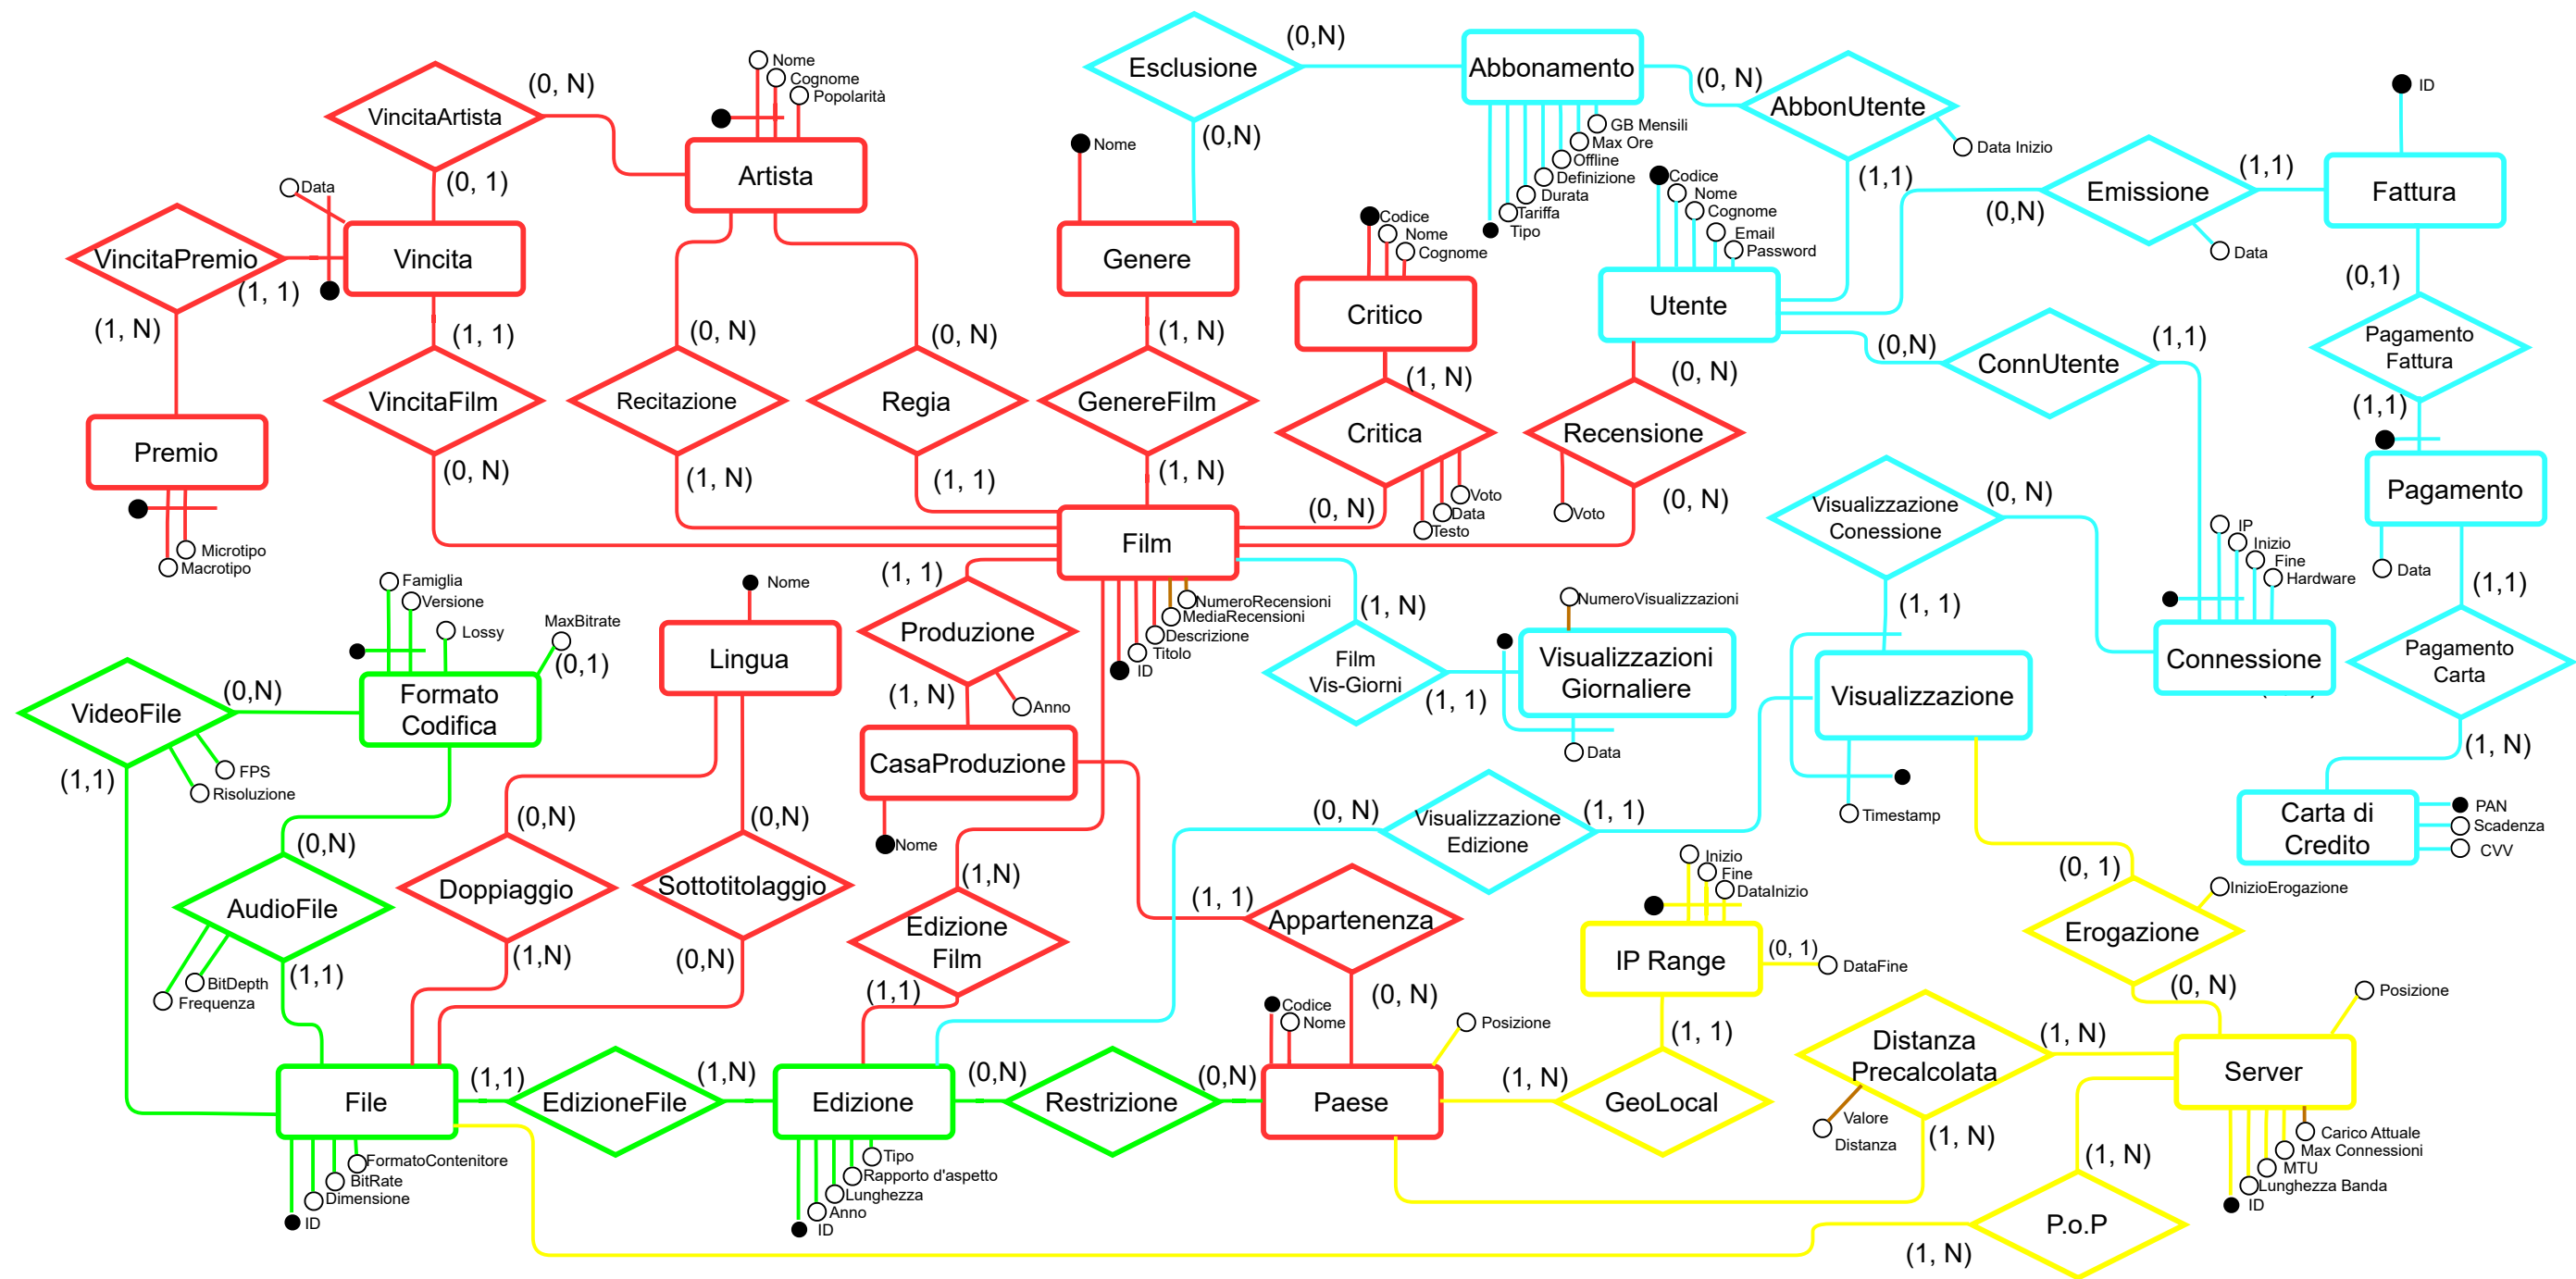 Esclusione
(0,N)
(0,N)
Abbonamento
GB Mensili
Max Ore
Offline
Definizione
Durata
Tariffa
Tipo
(0, N)
AbbonUtente
Data Inizio
(1,1)
VincitaArtista
(0, N)
(0, 1)
Nome
Cognome
Popolarità
Artista
Nome
Genere
Codice
Nome
Cognome
Critico
Codice
Nome
Cognome
Email
Password
Utente
(0,N)
Emissione
(1,1)
Data
ID
Fattura
(0,1)
Pagamento
Fattura
(1,1)
Data
Vincita
VincitaPremio
(1, 1)
(1, N)
(1, 1)
VincitaFilm
(0, N)
Premio
Microtipo
Macrotipo
(0, N)
Recitazione
(1, N)
(0, N)
Regia
(1, 1)
(1, N)
GenereFilm
(1, N)
(1, N)
Critica
(0, N)
Voto
Data
Testo
(0, N)
Recensione
(0, N)
Voto
(0,N)
ConnUtente
(1,1)
Pagamento
Data
(1,1)
Pagamento
Carta
(1, N)
Visualizzazione
Conessione
(0, N)
(1, 1)
IP
Inizio
Fine
Hardware
Connessione
Film
NumeroRecensioni
MediaRecensioni
Descrizione
Titolo
ID
(1, 1)
Produzione
(1, N)
Anno
CasaProduzione
Nome
(1, N)
Film
Vis-Giorni
(1, 1)
NumeroVisualizzazioni
Visualizzazioni
Giornaliere
Data
Visualizzazione
Timestamp
Carta di
Credito
PAN
Scadenza
CVV
Famiglia
Versione
Lossy
MaxBitrate
(0,1)
Formato
Codifica
(0,N)
VideoFile
(1,1)
FPS
Risoluzione
Nome
Lingua
(0,N)
AudioFile
(1,1)
BitDepth
Frequenza
(0,N)
Doppiaggio
(1,N)
(0,N)
Sottotitolaggio
(0,N)
(1,N)
Edizione
Film
(1,1)
(0, N)
Visualizzazione
Edizione
(1, 1)
(1, 1)
Appartenenza
(0, N)
Inizio
Fine
DataInizio
IP Range
(0, 1)
DataFine
(1, 1)
(0, 1)
InizioErogazione
Erogazione
(0, N)
Posizione
File
FormatoContenitore
BitRate
Dimensione
ID
(1,1)
EdizioneFile
(1,N)
Edizione
Tipo
Rapporto d'aspetto
Lunghezza
Anno
ID
(0,N)
Restrizione
(0,N)
Codice
Nome
Posizione
Paese
(1, N)
GeoLocal
Distanza
Precalcolata
(1, N)
Valore
Distanza
(1, N)
Server
Carico Attuale
Max Connessioni
MTU
Lunghezza Banda
ID
(1, N)
P.o.P
(1, N)